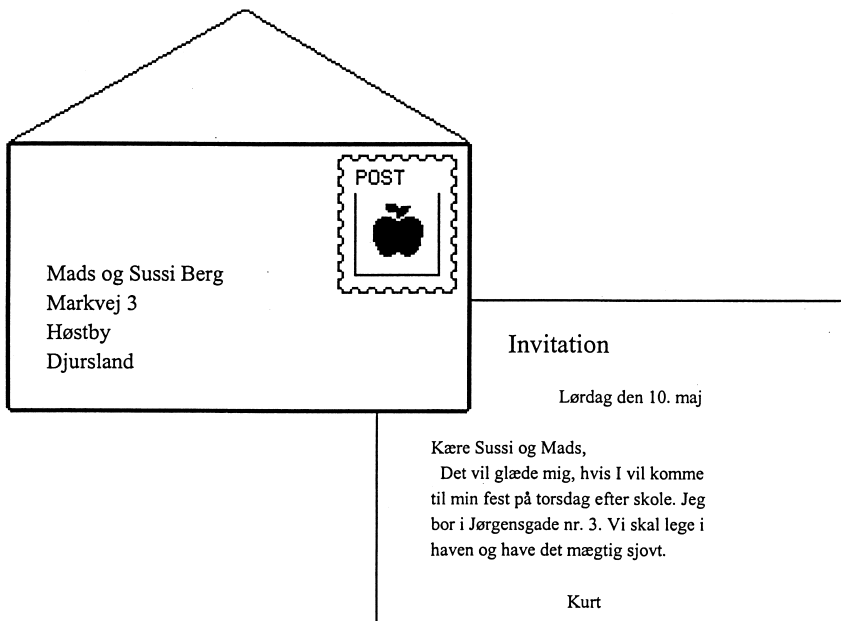 POST
Mads og Sussi Berg
Markvej 3
Høstby
Djursland
Invitation
Lørdag den 10. maj
Kære Sussi og Mads,
Det vil glæde mig, hvis I vil komme
til min fest på torsdag efter skole. Jeg
bor i Jørgensgade nr. 3. Vi skal lege i
haven og have det mægtig sjovt.
Kurt